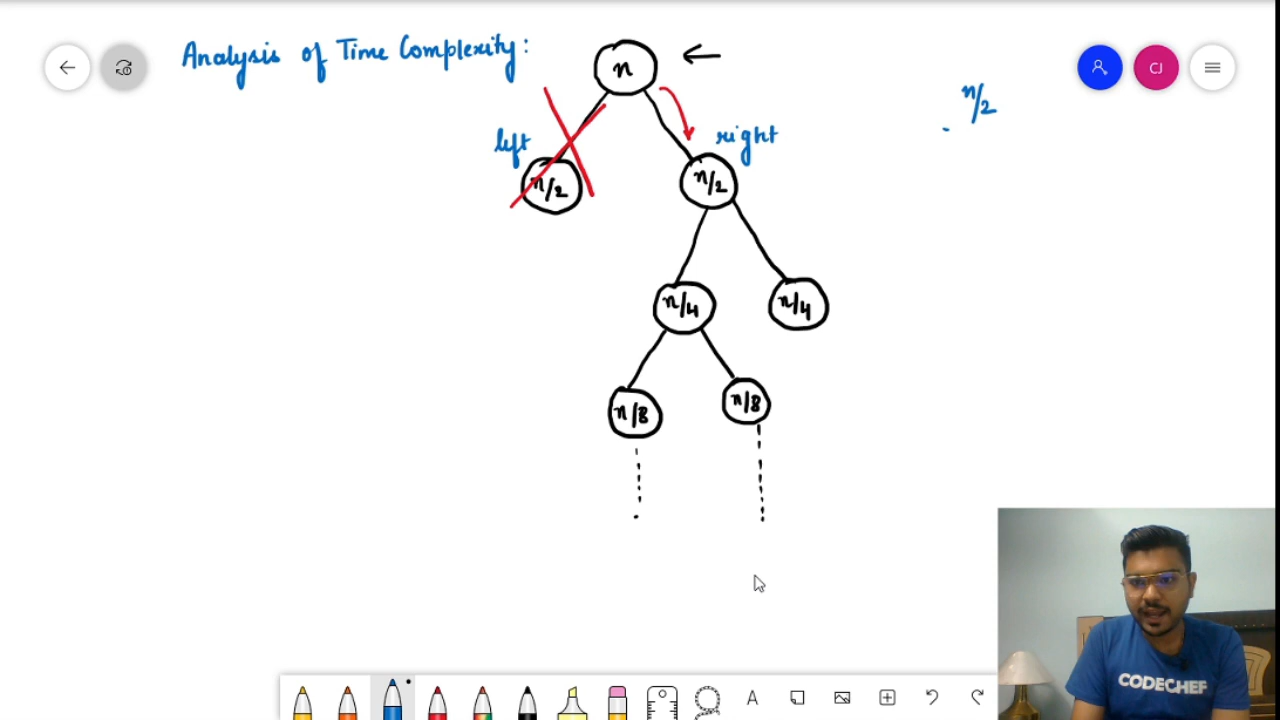 Analysis of Time Complexity:
n
n/2
left
right
n/2
n/2
n/4
n/4
n/8
n/8
CJ
A
CODECHEF